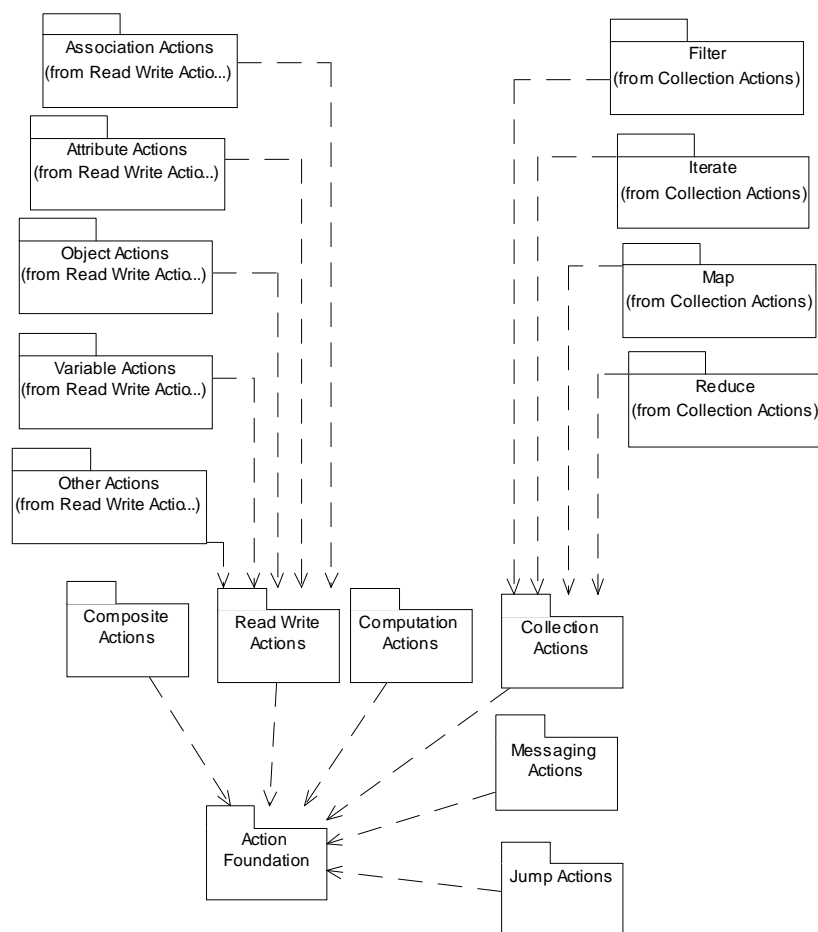 Association Actions
(from Read Write Actio...)
Filter
(from Collection Actions)
Attribute Actions
(from Read Write Actio...)
Iterate
(from Collection Actions)
Object Actions
(from Read Write Actio...)
Map
(from Collection Actions)
Variable Actions
(from Read Write Actio...)
Reduce
(from Collection Actions)
Other Actions
(from Read Write Actio...)
Composite
Actions
Read Write
Actions
Computation
Actions
Collection
Actions
Messaging
Actions
Action
Foundation
Jump Actions